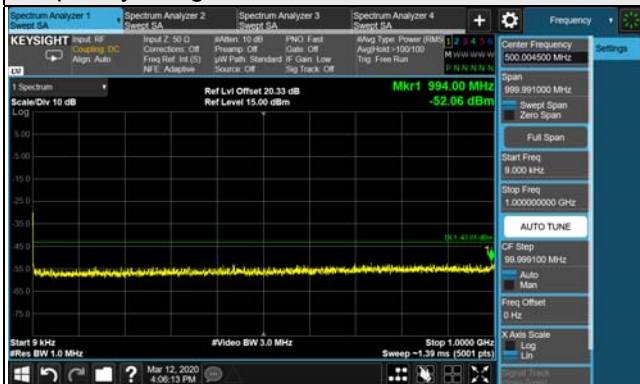 Spectrum Analyzer 1
Swept SA
Spectrum Analyzer 2
Swept SA
Spectrum Analyzer 3
Swept SA
Spectrum Analyzer 4
Swept SA
Frequency
KEYSIGHT
Input: RF
Coupling: DC
Align: Auto
Input Z: 50 Ω
Corrections: Off
Freq Ref: Int (S)
NFE: Adaptive
#Atten: 10 dB
Preamp: Off
µW Path: Standard
Source: Off
PNO: Fast
Gate: Off
IF Gain: Low
Sig Track: Off
#Avg Type: Power (RMS
Avg|Hold:>100/100
Trig: Free Run
1 2 3 4 5 6
M W W W W W
P N N N N N
LXI
1 Spectrum
Scale/Div 10 dB
Log
Ref Lvl Offset 20.33 dB
Ref Level 15.00 dBm
Mkr1 994.00 MHz
-52.06 dBm
5.00
-5.00
-15.0
-25.0
-35.0
-45.0
-55.0
-65.0
-75.0
1
Start 9 kHz
#Res BW 1.0 MHz
#Video BW 3.0 MHz
Stop 1.0000 GHz
Sweep ~1.39 ms (5001 pts)
Mar 12, 2020
4:06:13 PM
Center Frequency
500.004500 MHz
Settings
Span
999.991000 MHz
Swept Span
Zero Span
Full Span
Start Freq
9.000 kHz
Stop Freq
1.000000000 GHz
AUTO TUNE
CF Step
99.999100 MHz
Auto
Man
Freq Offset
0 Hz
X Axis Scale
Log
Lin
Signal Track